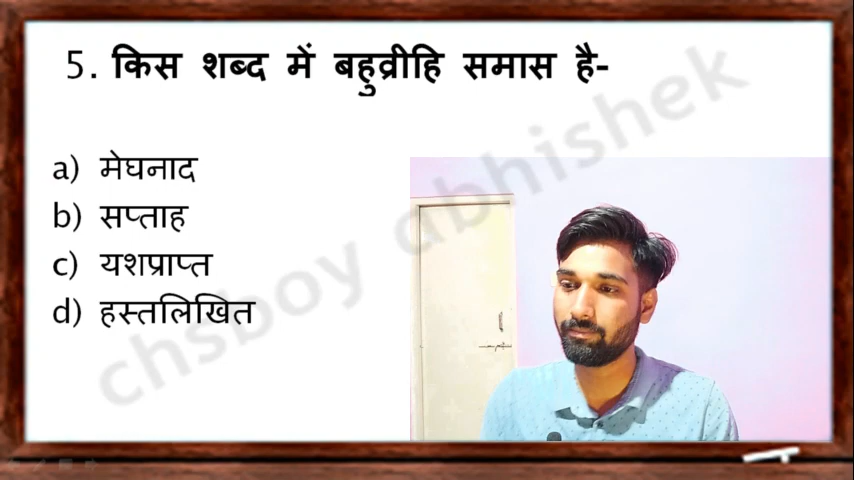 5. किस शब्द में बहुव्रीहि समास है-
a) मेघनाद
b) सप्ताह
c) यशप्राप्त
d) हस्तलिखित
chsboy abhishek